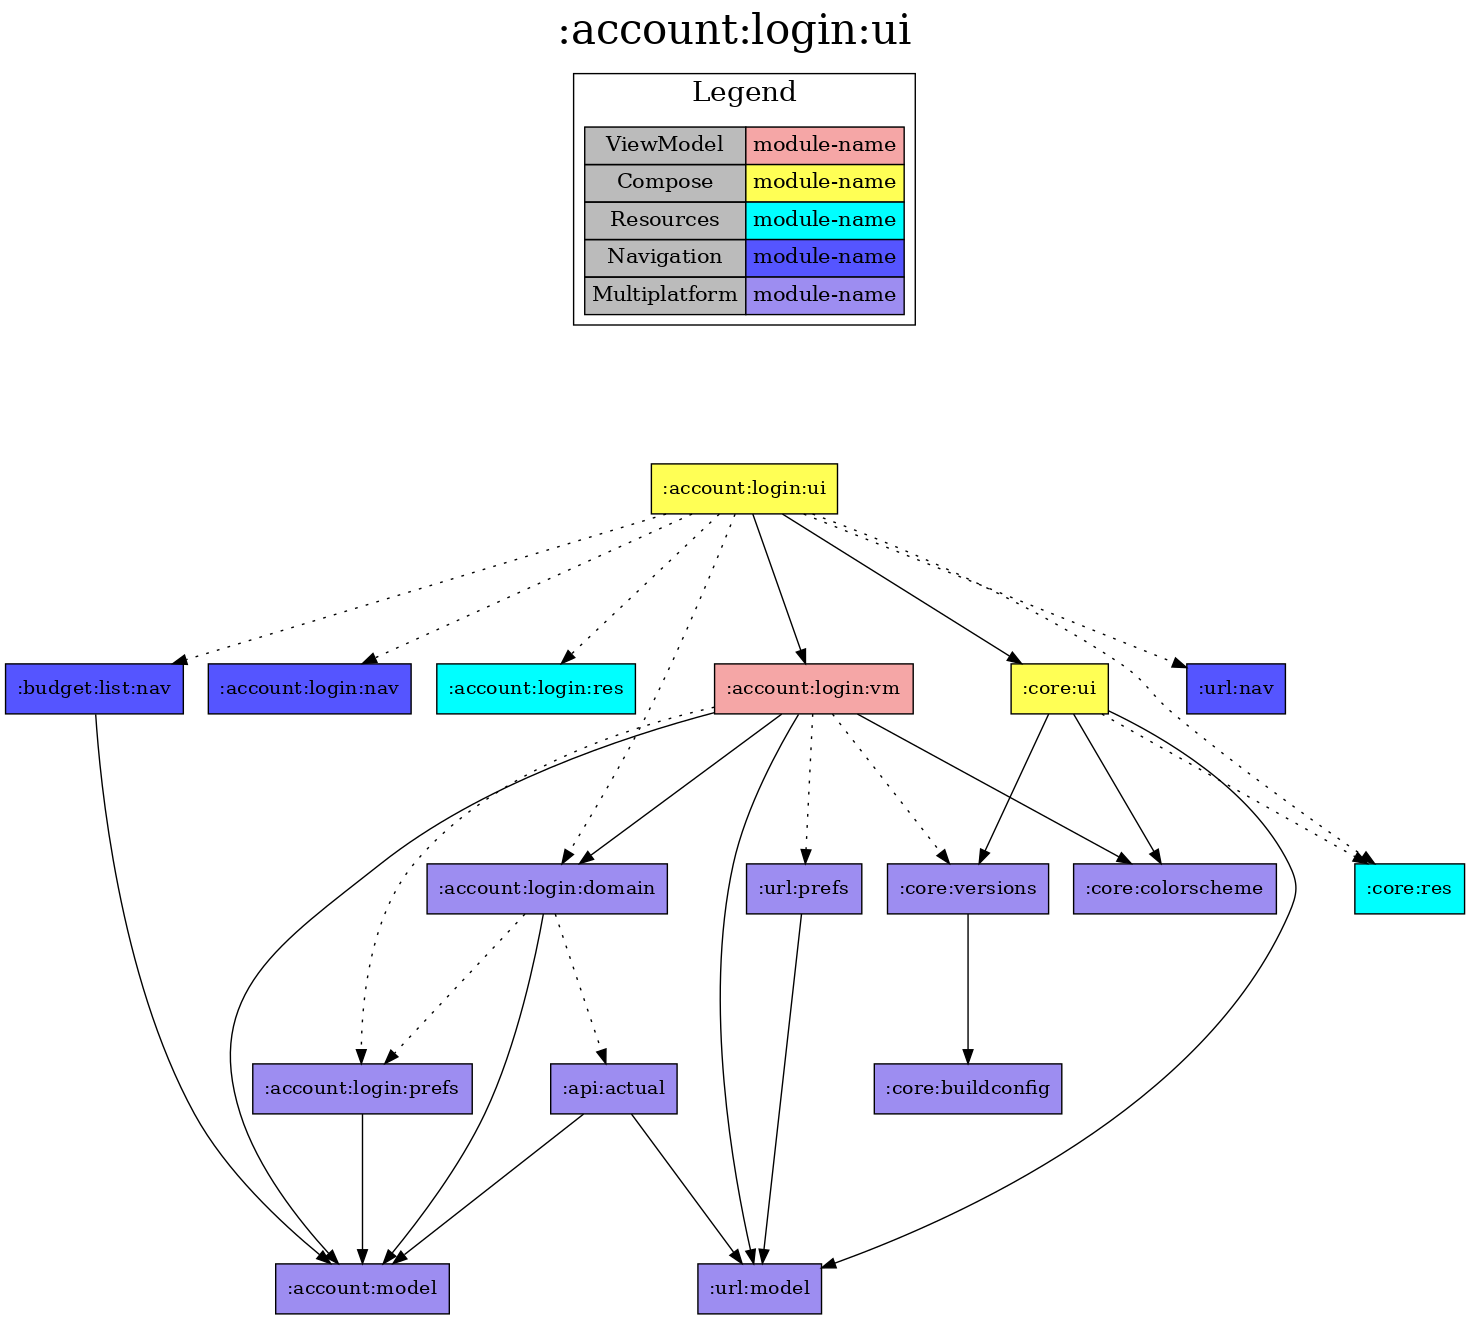 :account:login:ui
Legend
ViewModel module-name
Compose module-name
Resources module-name
Navigation module-name
Multiplatform module-name
:account:login:ui
:budget:list:nav :account:login:nav :account:login:res :account:login:vm :core:ui :url:nav
:account:login:domain :url:prefs :core:versions :core:colorscheme :core:res
:account:login:prefs :api:actual :core:buildconfig
:account:model :url:model